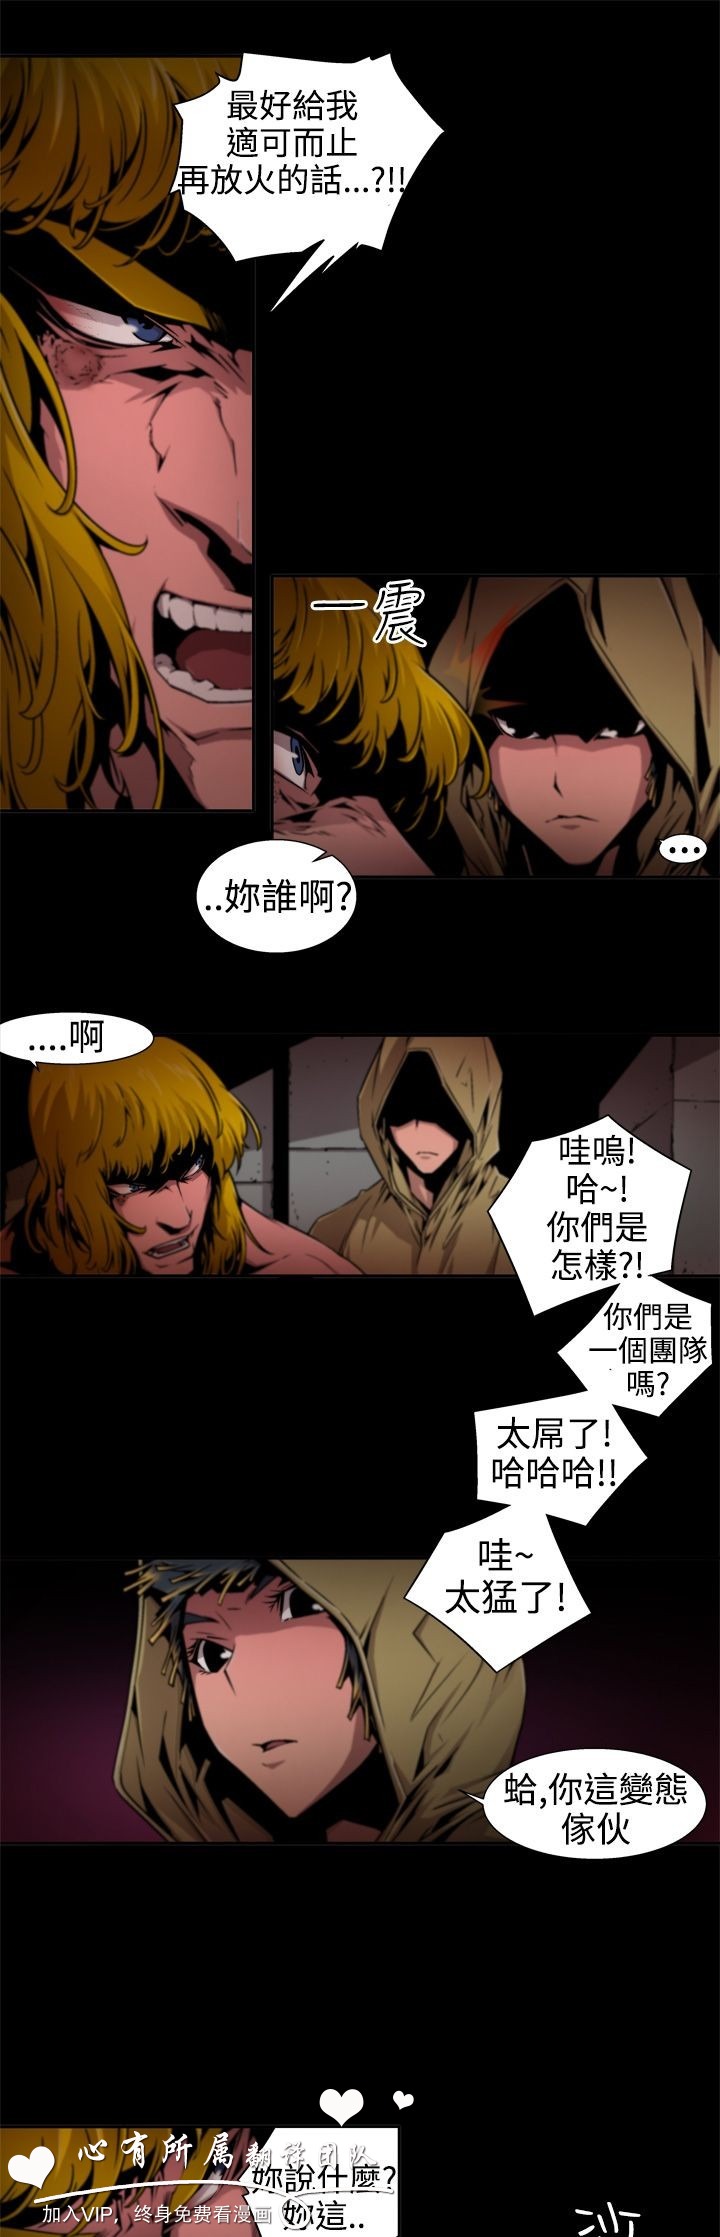 最好給我
適可而止
再放火的話...?!!
一震
...
..妳誰啊?
....啊
哇嗚!
哈~!
你們是
怎樣?!
你們是
一個團隊
嗎?
太屌了!
哈哈哈!!
哇~
太猛了!
蛤,你這變態
傢伙
心有所属翻译团队
妳說什麼?
加入VIP，终身免费看漫画
妳這..